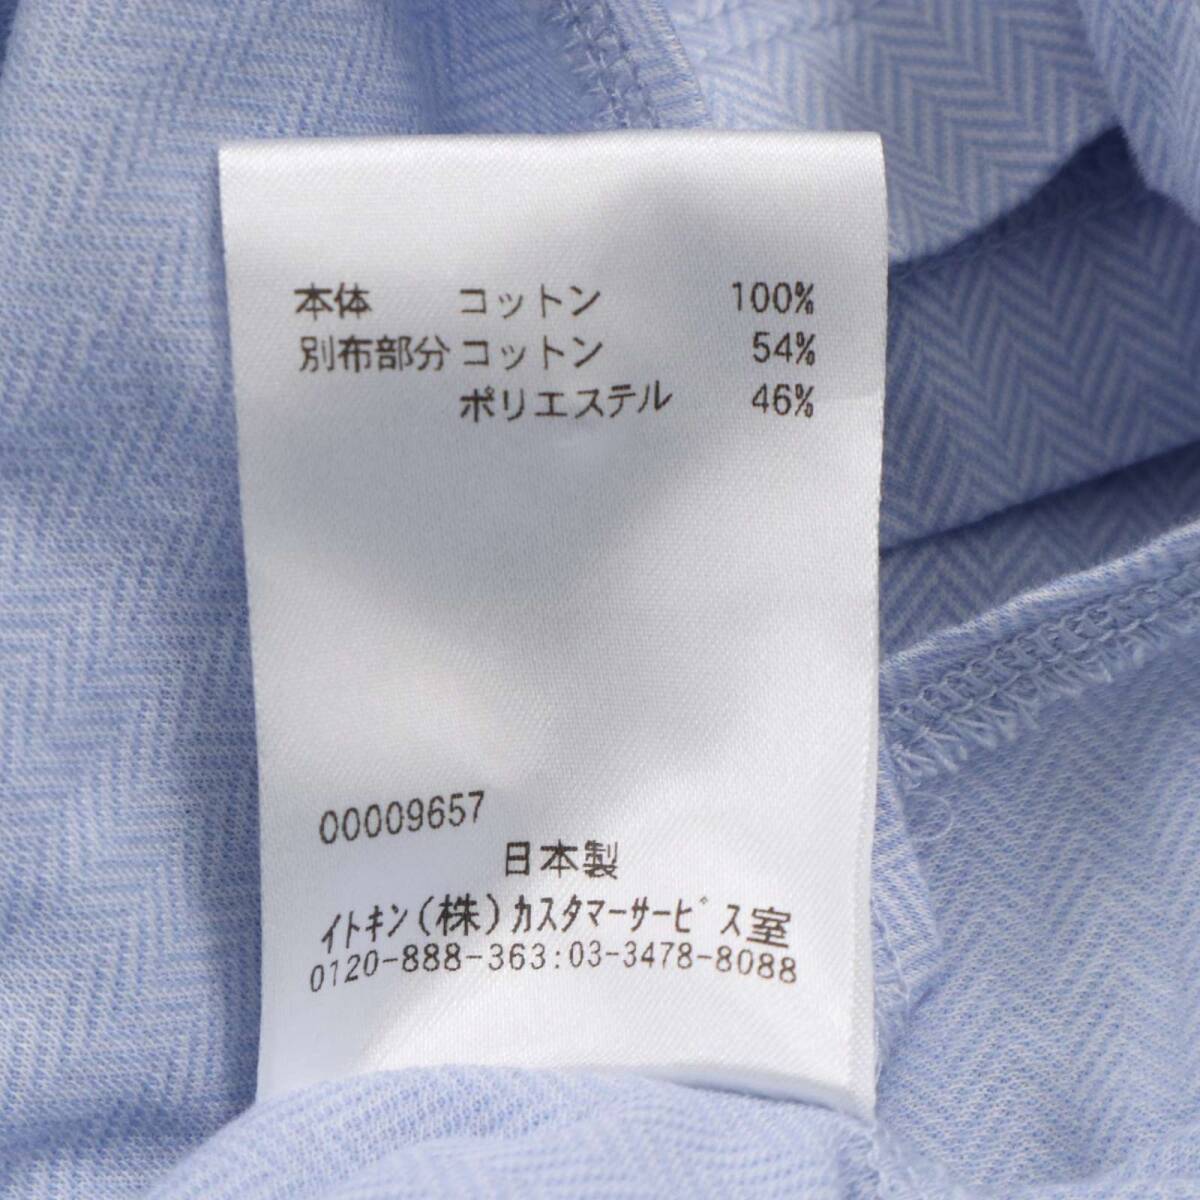 本体 コットン 100%
別布部分 コットン 54%
ポリエステル 46%
00009657
日本製
イトキン(株)カスタマーサービス室
0120-888-363:03-3478-8088